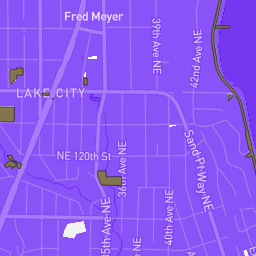 Fred Meyer
39th Ave NE
42nd Ave NE
LAKE CITY
Sand Pt Way NE
NE 120th St
36th Ave NE
35th Ave NE
40th Ave NE